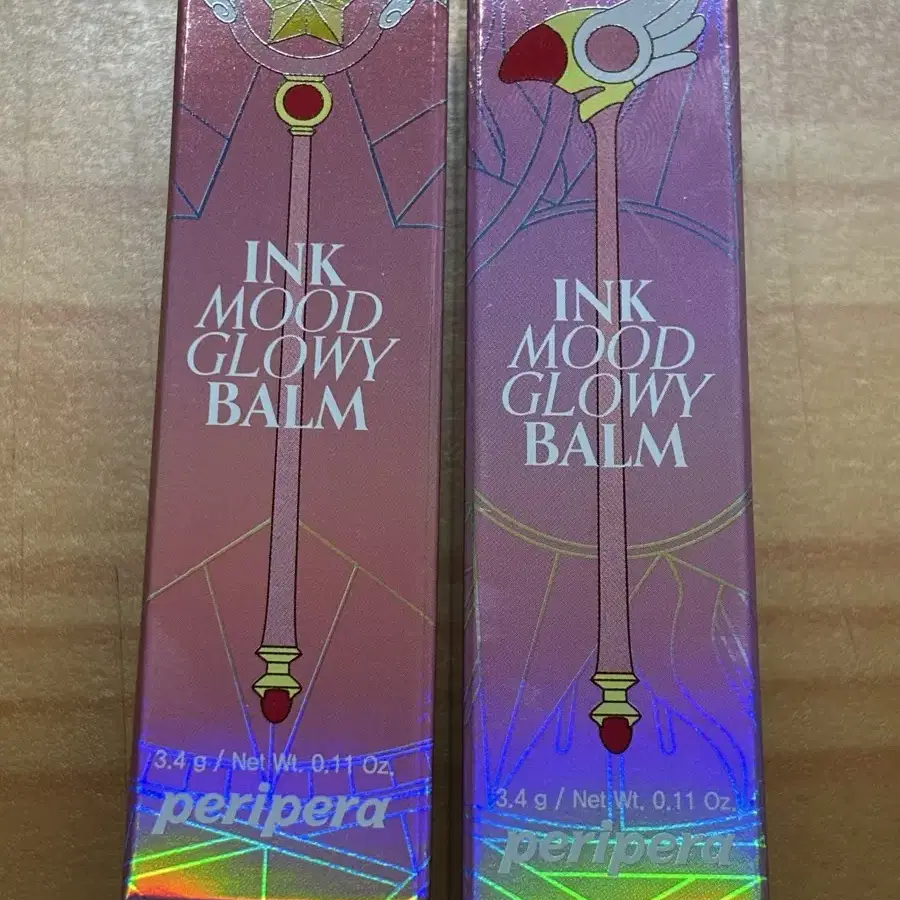 INK
MOOD
GLOWY
BALM
3.4 g / Net Wt. 0.11 Oz.
peripera
INK
MOOD
GLOWY
BALM
3.4 g / Net Wt. 0.11 Oz.
peripera